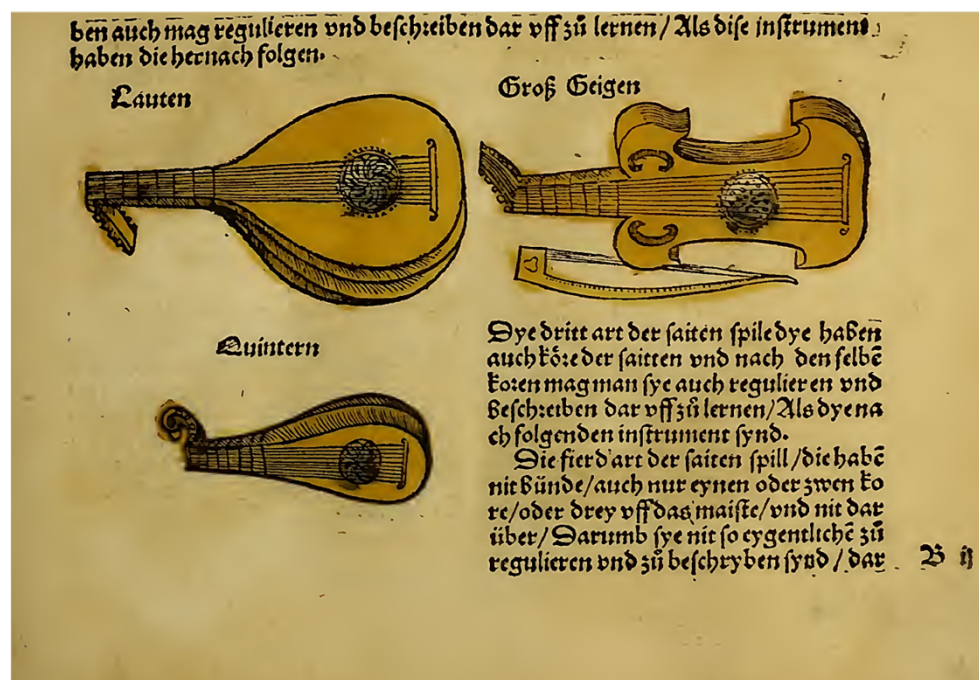 ben auch mag regulieren vnd beschreiben dar vff zů lernen / Als dise instrument
haben die hernach folgen.
Lauten
Groß Geigen
Quintern
Dye dritt art der saiten spile dye haben
auch köre der saitten vnd nach den selbē
koren mag man sye auch regulieren vnd
beschreiben dar vff zů lernen / Als dye na
ch folgenden instrument synd.
Die fierd art der saiten spill / die habē
nit bünde / auch nur eynen oder zwen ko
re / oder drey vff das maiste / vnd nit dar
über / Darumb sye nit so eygentlichē zů
regulieren vnd zů beschryben synd / dar
B ij